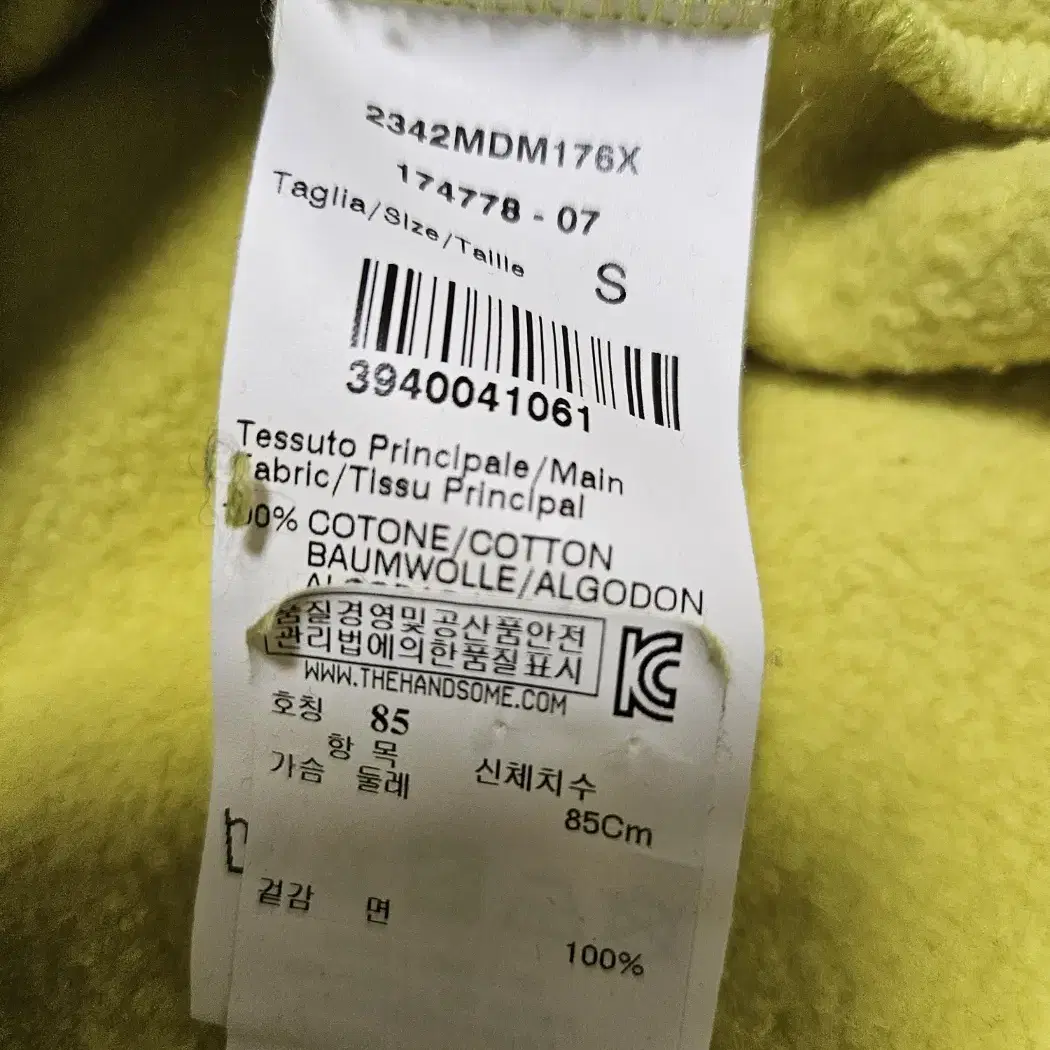 2342MDM176X
174778 - 07
Taglia/Size/Taille
S
3940041061
Tessuto Principale/Main
Fabric/Tissu Principal
100% COTONE/COTTON
BAUMWOLLE/ALGODON
품질경영및공산품안전
관리법에의한품질표시
WWW.THEHANDSOME.COM
호칭 85
항 목 신체치수
가슴 둘레 85Cm
겉감 면 100%